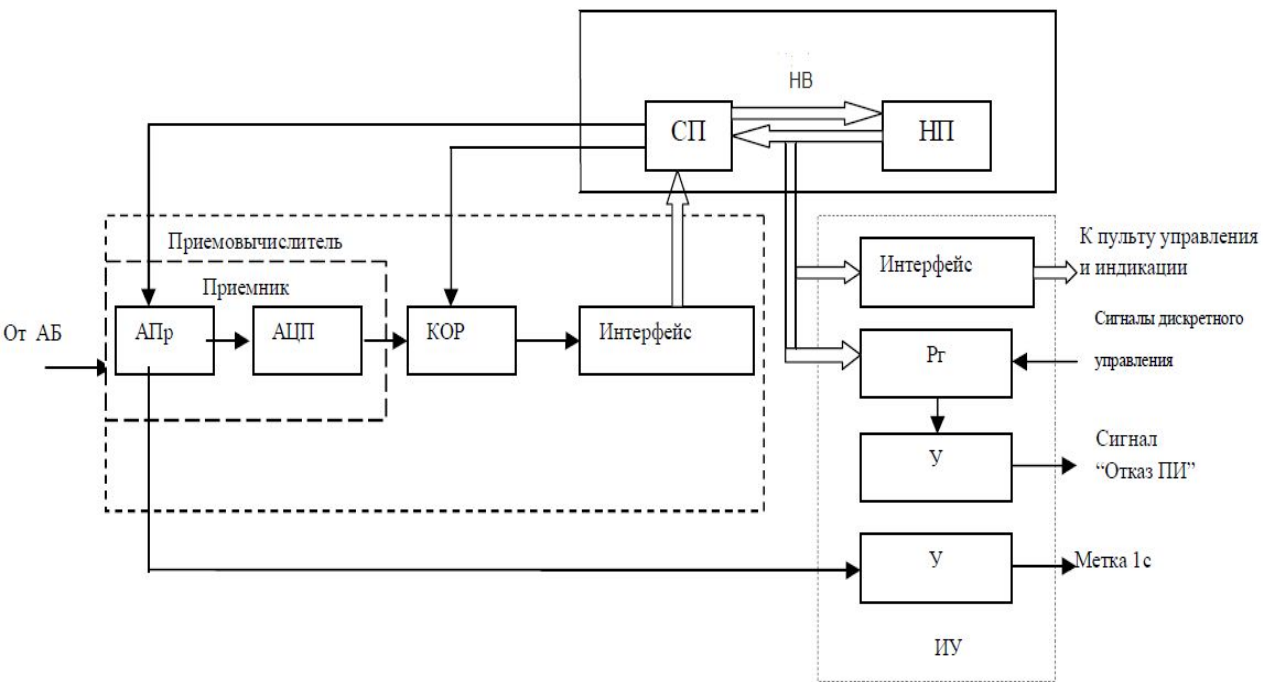 НВ
СП
НП
Приемовычислитель
Приемник
От АБ
АПр
АЦП
КОР
Интерфейс
Интерфейс
К пульту управления
и индикации
Рг
Сигналы дискретного
управления
У
Сигнал
“Отказ ПИ”
У
Метка 1с
ИУ